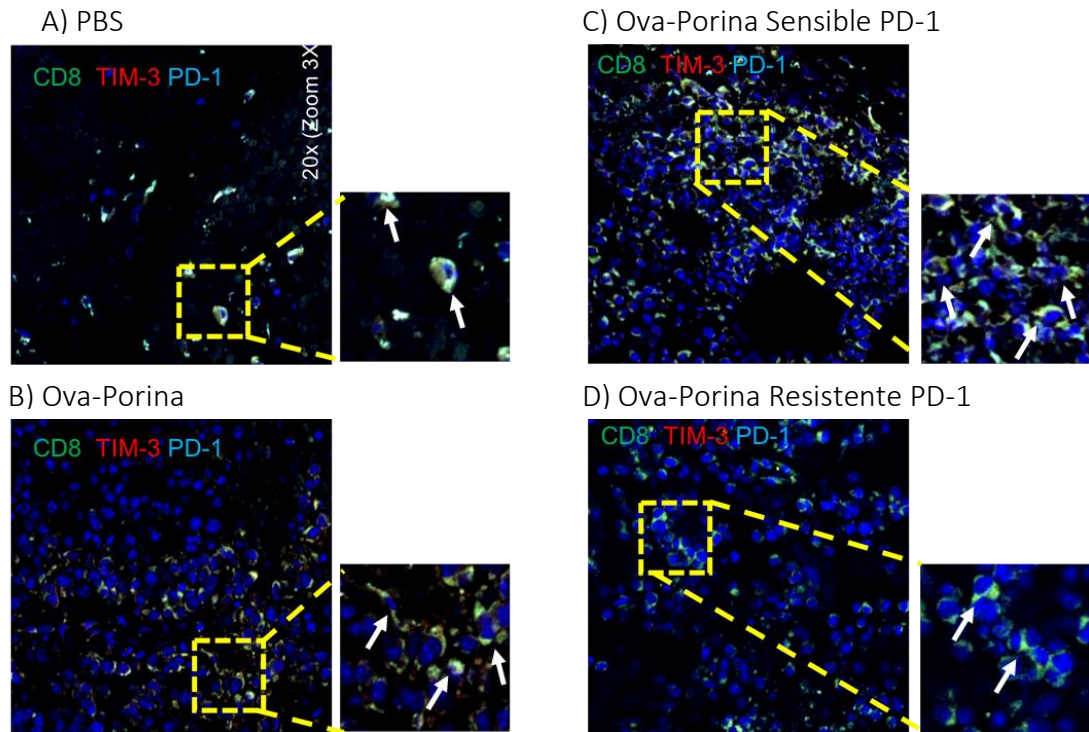 A) PBS
CD8 TIM-3 PD-1
20x (Zoom 3X)
B) Ova-Porina
CD8 TIM-3 PD-1
C) Ova-Porina Sensible PD-1
CD8 TIM-3 PD-1
D) Ova-Porina Resistente PD-1
CD8 TIM-3 PD-1